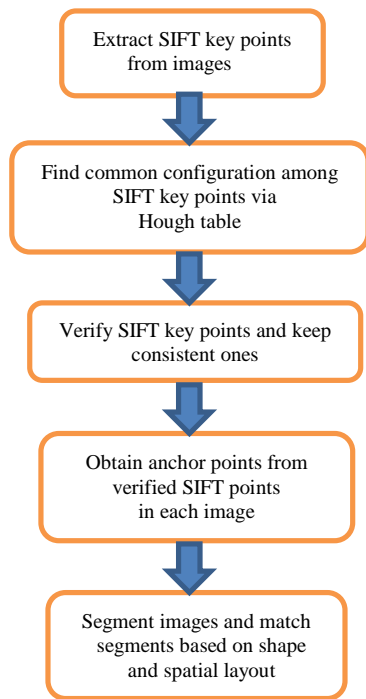 Extract SIFT key points
from images
Find common configuration among
SIFT key points via
Hough table
Verify SIFT key points and keep
consistent ones
Obtain anchor points from
verified SIFT points
in each image
Segment images and match
segments based on shape
and spatial layout